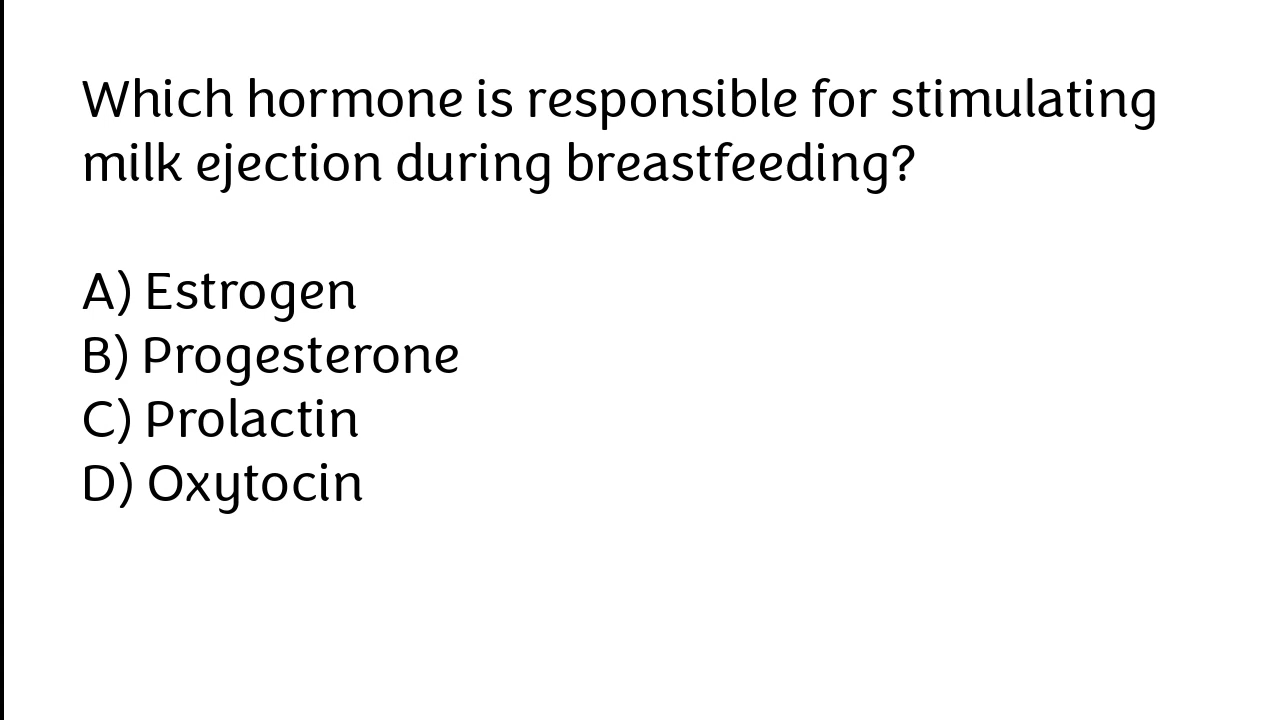 Which hormone is responsible for stimulating
milk ejection during breastfeeding?
A) Estrogen
B) Progesterone
C) Prolactin
D) Oxytocin